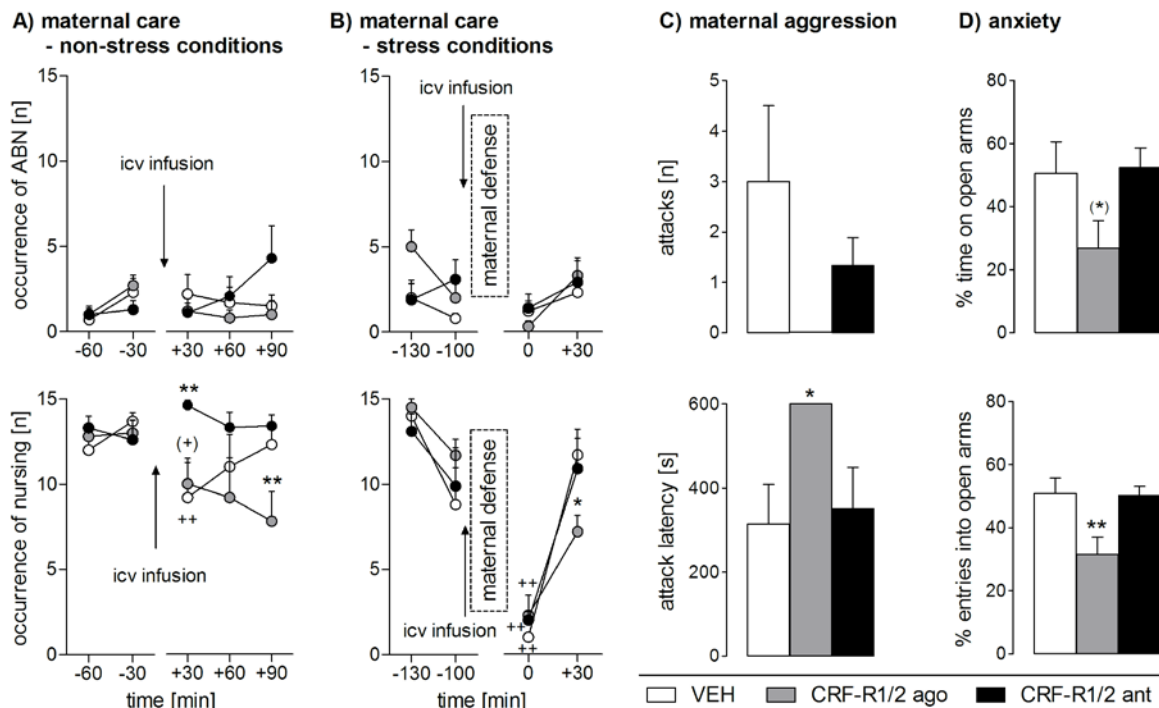 A) maternal care
- non-stress conditions
B) maternal care
- stress conditions
C) maternal aggression
D) anxiety
occurrence of ABN [n]
15
10
5
0
icv infusion
-60
-30
+30
+60
+90
15
10
5
0
icv infusion
maternal defense
-130
-100
0
+30
attacks [n]
5
4
3
2
1
0
% time on open arms
80
60
40
20
0
(*)
occurrence of nursing [n]
15
10
5
0
**
(+)
++
**
icv infusion
-60
-30
+30
+60
+90
time [min]
15
10
5
0
maternal defense
icv infusion
*
++
++
++
-130
-100
0
+30
time [min]
attack latency [s]
600
400
200
0
*
% entries into open arms
80
60
40
20
0
**
VEH
CRF-R1/2 ago
CRF-R1/2 ant